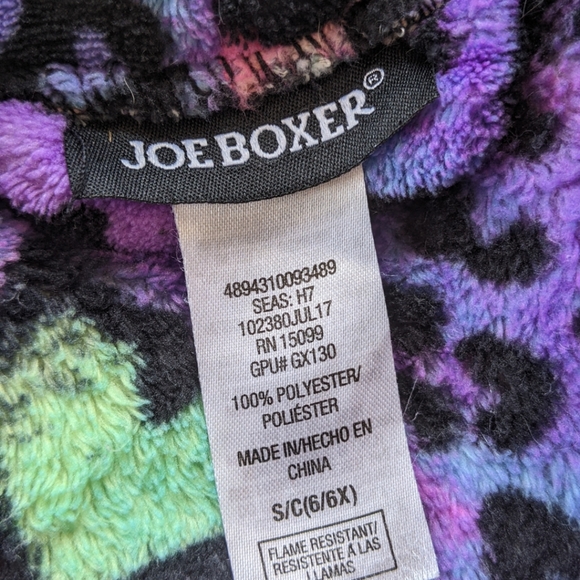 JOE BOXER®
4894310093489
SEAS: H7
102380JUL17
RN 15099
GPU# GX130
100% POLYESTER/
POLIÉSTER
MADE IN/HECHO EN
CHINA
S/C(6/6X)
FLAME RESISTANT/
RESISTENTE A LAS
LLAMAS